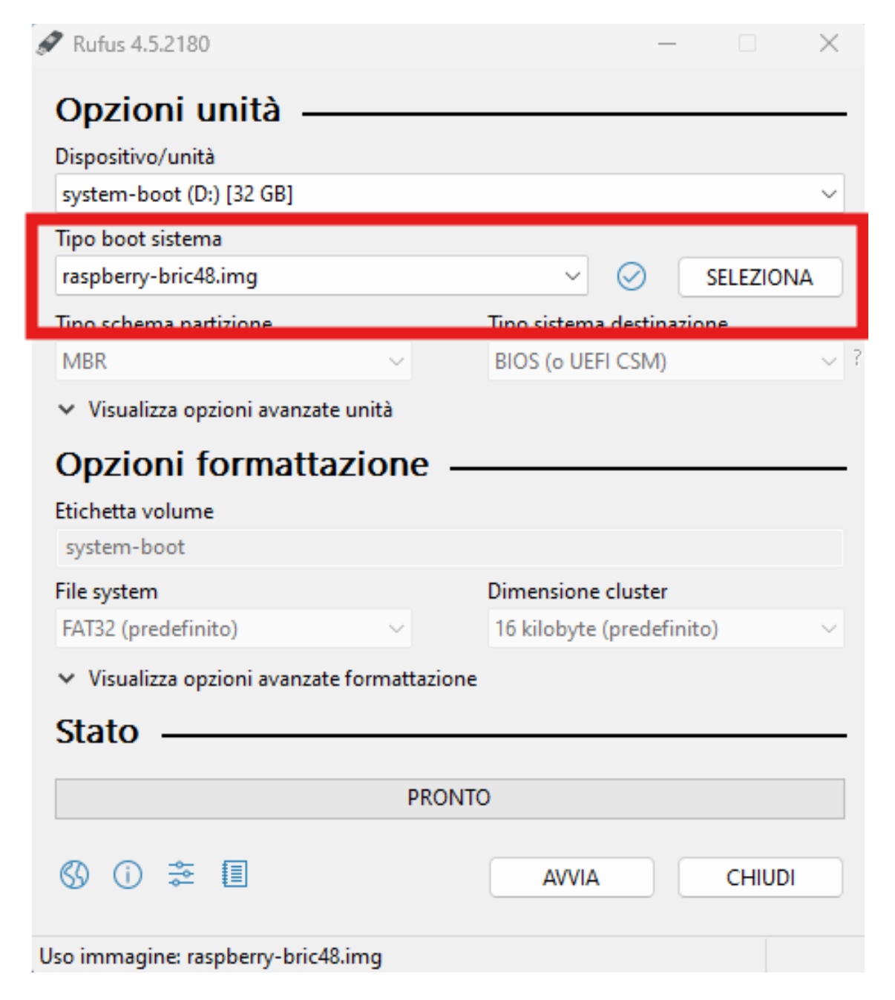 Rufus 4.5.2180
Opzioni unità
Dispositivo/unità
system-boot (D:) [32 GB]
Tipo boot sistema
raspberry-bric48.img
SELEZIONA
Tipo schema partizione
Tipo sistema destinazione
MBR
BIOS (o UEFI CSM)
?
Visualizza opzioni avanzate unità
Opzioni formattazione
Etichetta volume
system-boot
File system
Dimensione cluster
FAT32 (predefinito)
16 kilobyte (predefinito)
Visualizza opzioni avanzate formattazione
Stato
PRONTO
AVVIA
CHIUDI
Uso immagine: raspberry-bric48.img